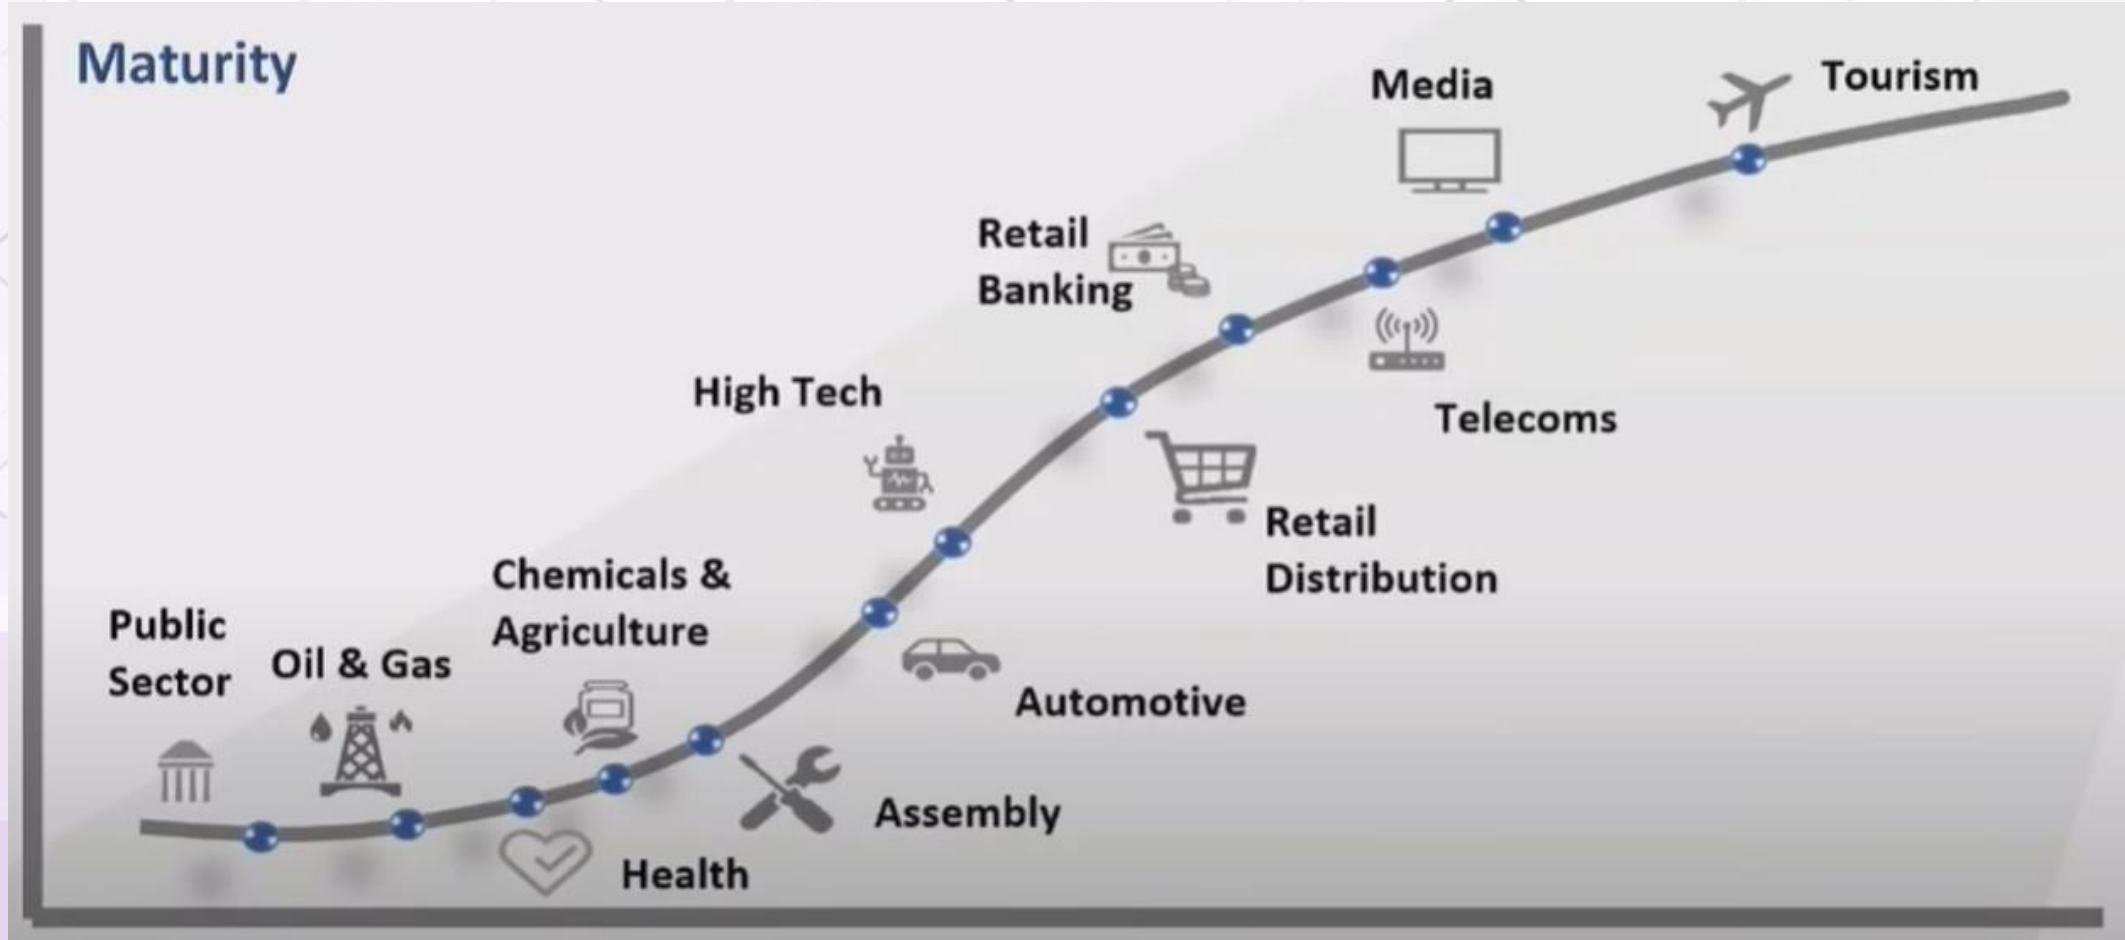 Maturity
Public
Sector
Oil & Gas
Chemicals &
Agriculture
Health
Assembly
High Tech
Automotive
Retail
Banking
Retail
Distribution
Media
Telecoms
Tourism